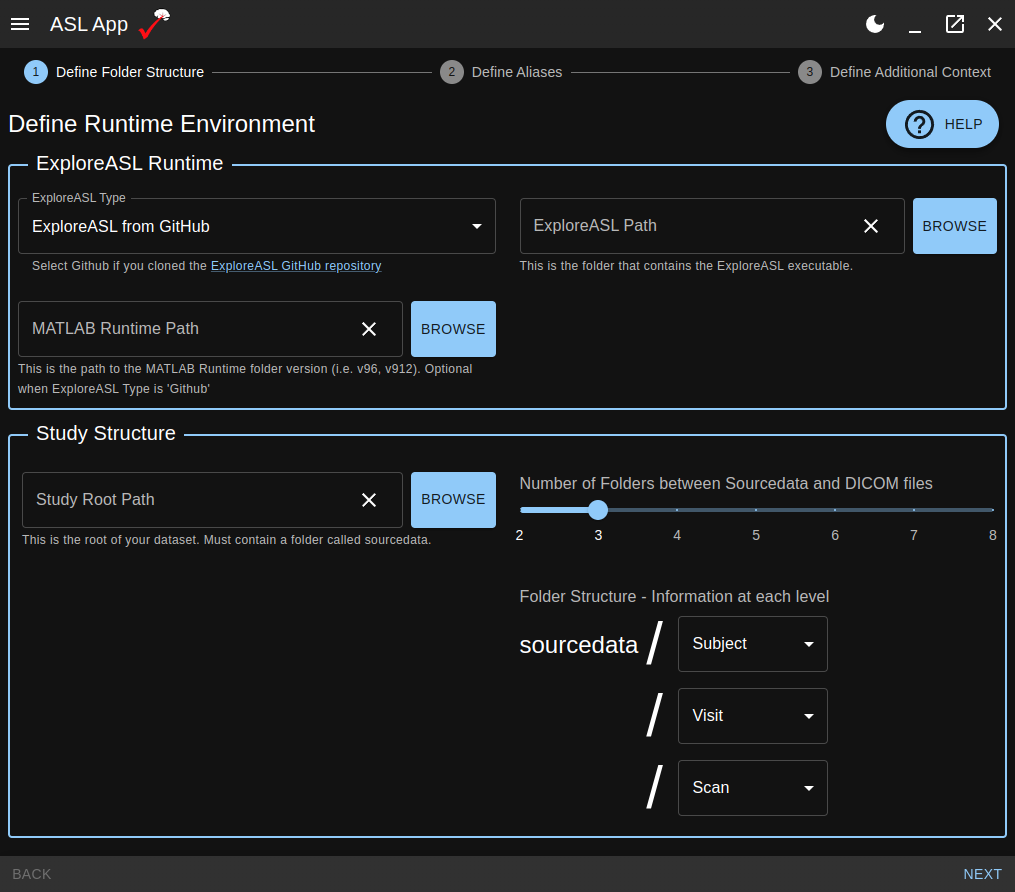 ASL App
1 Define Folder Structure 2 Define Aliases 3 Define Additional Context
Define Runtime Environment
HELP
ExploreASL Runtime
ExploreASL Type
ExploreASL from GitHub
Select Github if you cloned the ExploreASL GitHub repository
ExploreASL Path
BROWSE
This is the folder that contains the ExploreASL executable.
MATLAB Runtime Path
BROWSE
This is the path to the MATLAB Runtime folder version (i.e. v96, v912). Optional
when ExploreASL Type is 'Github'
Study Structure
Study Root Path
BROWSE
This is the root of your dataset. Must contain a folder called sourcedata.
Number of Folders between Sourcedata and DICOM files
2 3 4 5 6 7 8
Folder Structure - Information at each level
sourcedata / Subject
/ Visit
/ Scan
BACK
NEXT